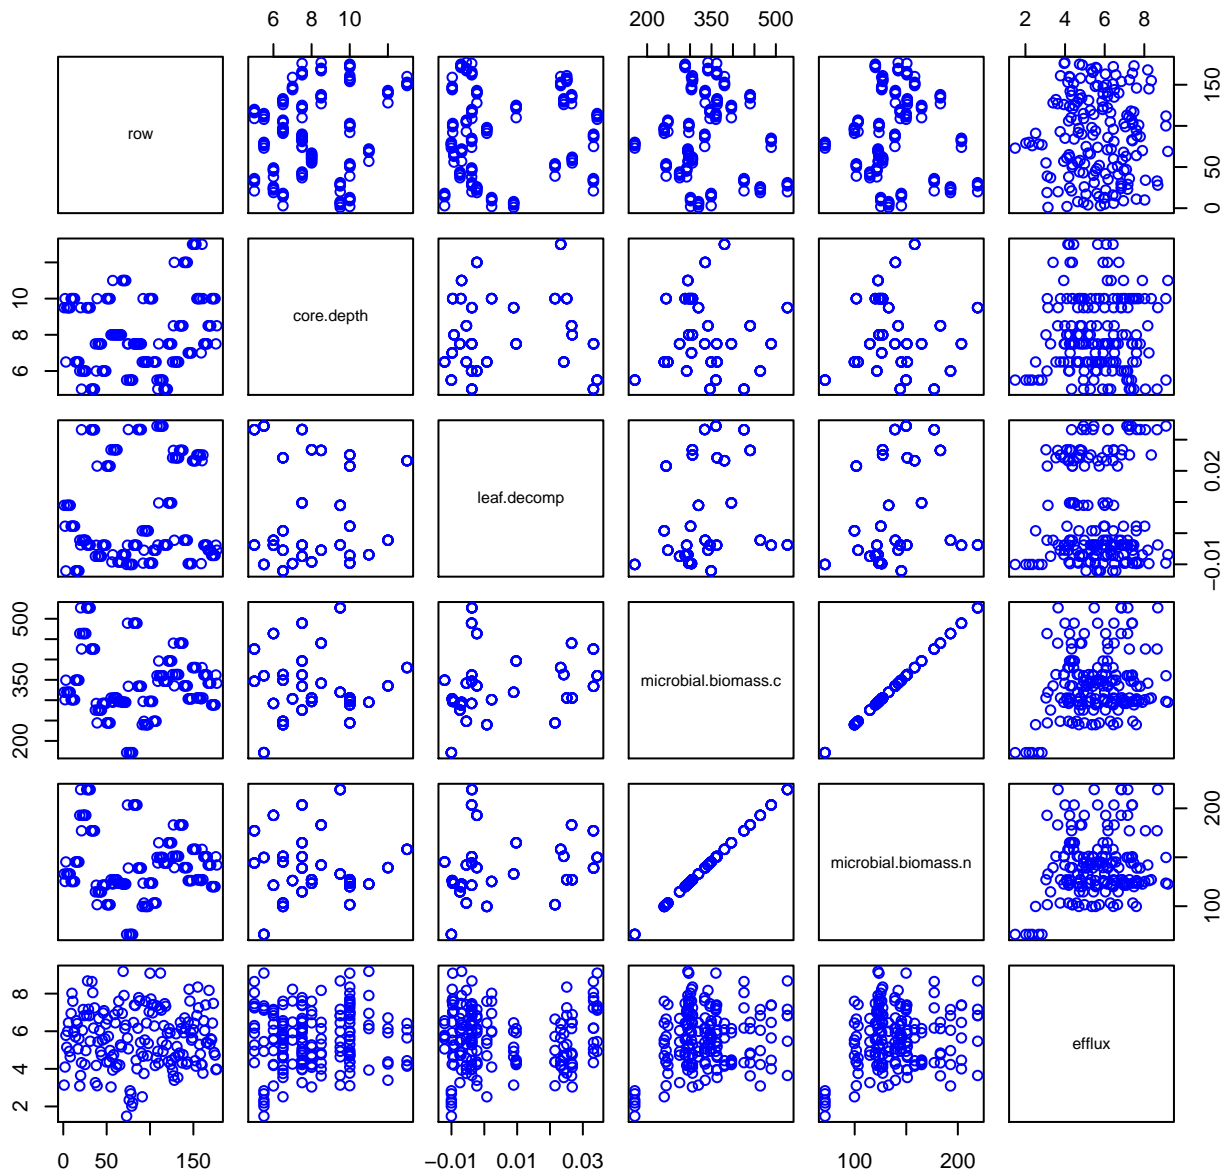 6 8 10 200 350 500 2 4 6 8
row
0 50 150
6 8 10
core.depth
leaf.decomp
−0.01 0.02
200 350 500
microbial.biomass.c
microbial.biomass.n
100 200
2 4 6 8
efflux
0 50 150 −0.01 0.01 0.03 100 200